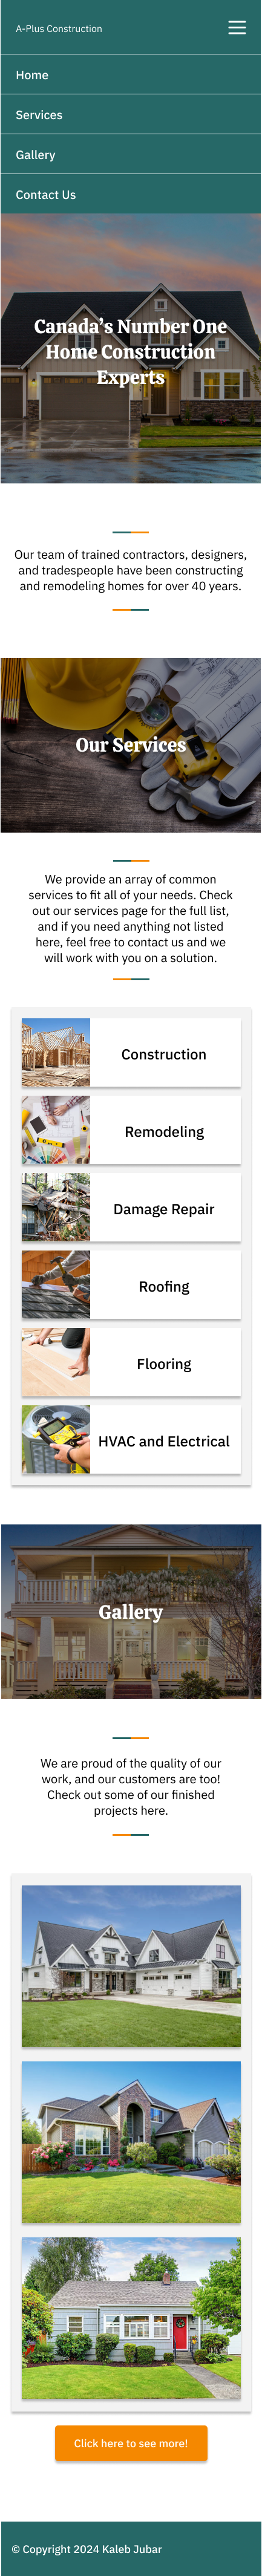 A-Plus Construction
Home
Services
Gallery
Contact Us
Canada's Number One
Home Construction
Experts
Our team of trained contractors, designers,
and tradespeople have been constructing
and remodeling homes for over 40 years.
Our Services
We provide an array of common
services to fit all of your needs. Check
out our services page for the full list,
and if you need anything not listed
here, feel free to contact us and we
will work with you on a solution.
Construction
Remodeling
Damage Repair
Roofing
Flooring
HVAC and Electrical
Gallery
We are proud of the quality of our
work, and our customers are too!
Check out some of our finished
projects here.
Click here to see more!
© Copyright 2024 Kaleb Jubar